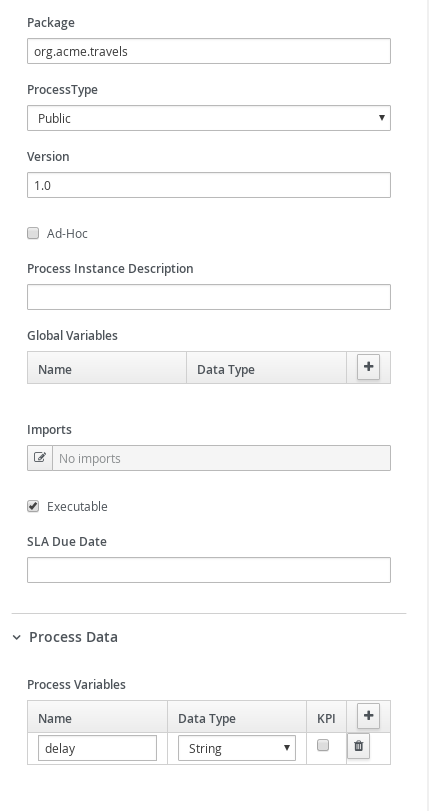 Package
org.acme.travels
ProcessType
Public
Version
1.0
Ad-Hoc
Process Instance Description
Global Variables
Name Data Type
Imports
No imports
Executable
SLA Due Date
Process Data
Process Variables
Name Data Type KPI
delay String